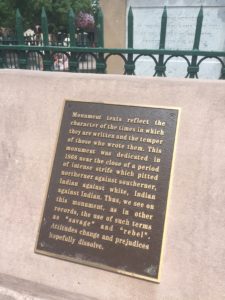 Monument texts reflect the
character of the times in which
they are written and the temper
of those who wrote them. This
monument was dedicated in
1868 near the close of a period
of intense strife which pitted
northerner against southerner,
Indian against white, Indian
against Indian. Thus, we see on
this monument, as in other
records, the use of such terms
as "savage" and "rebel".
Attitudes change and prejudices
hopefully dissolve.